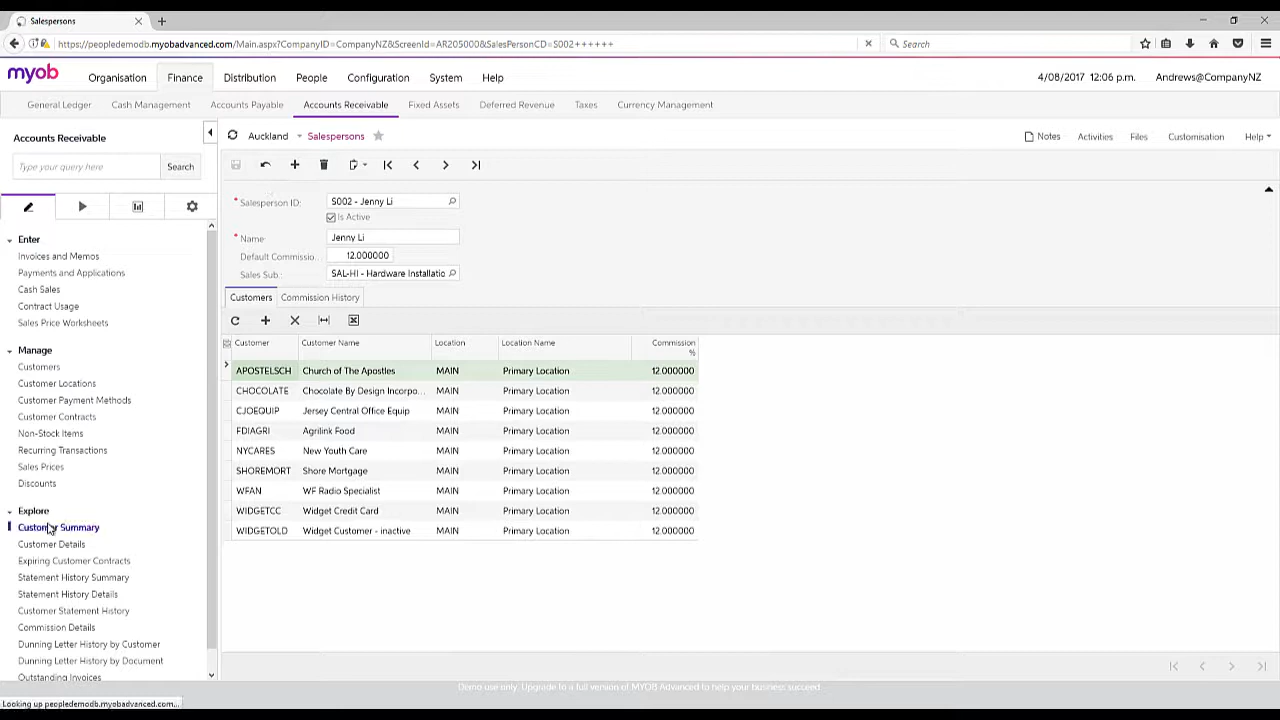 Salespersons
https://peopledemodb.myobadvanced.com/Main.aspx?CompanyID=CompanyNZ&ScreenId=AR205000&SalesPersonCD=S002++++++
Search
myob
Organisation Finance Distribution People Configuration System Help
4/08/2017 12:06 p.m. Andrews@CompanyNZ
General Ledger Cash Management Accounts Payable Accounts Receivable Fixed Assets Deferred Revenue Taxes Currency Management
Accounts Receivable
Auckland Salespersons
Notes Activities Files Customisation Help
Type your query here Search
Enter
Invoices and Memos
Payments and Applications
Cash Sales
Contract Usage
Sales Price Worksheets
Manage
Customers
Customer Locations
Customer Payment Methods
Customer Contracts
Non-Stock Items
Recurring Transactions
Sales Prices
Discounts
Explore
Customer Summary
Customer Details
Expiring Customer Contracts
Statement History Summary
Statement History Details
Customer Statement History
Commission Details
Dunning Letter History by Customer
Dunning Letter History by Document
Outstanding Invoices
* Salesperson ID: S002 - Jenny Li
Is Active
* Name: Jenny Li
Default Commissio... 12.000000
Sales Sub.: SAL-HI - Hardware Installatio
Customers Commission History
Customer Customer Name Location Location Name Commission %
APOSTELSCH Church of The Apostles MAIN Primary Location 12.000000
CHOCOLATE Chocolate By Design Incorpo... MAIN Primary Location 12.000000
CJOEQUIP Jersey Central Office Equip MAIN Primary Location 12.000000
FDIAGRI Agrilink Food MAIN Primary Location 12.000000
NYCARES New Youth Care MAIN Primary Location 12.000000
SHOREMORT Shore Mortgage MAIN Primary Location 12.000000
WFAN WF Radio Specialist MAIN Primary Location 12.000000
WIDGETCC Widget Credit Card MAIN Primary Location 12.000000
WIDGETOLD Widget Customer - inactive MAIN Primary Location 12.000000
Demo use only. Upgrade to a full version of MYOB Advanced to help your business succeed
Looking up peopledemodb.myobadvanced.com...